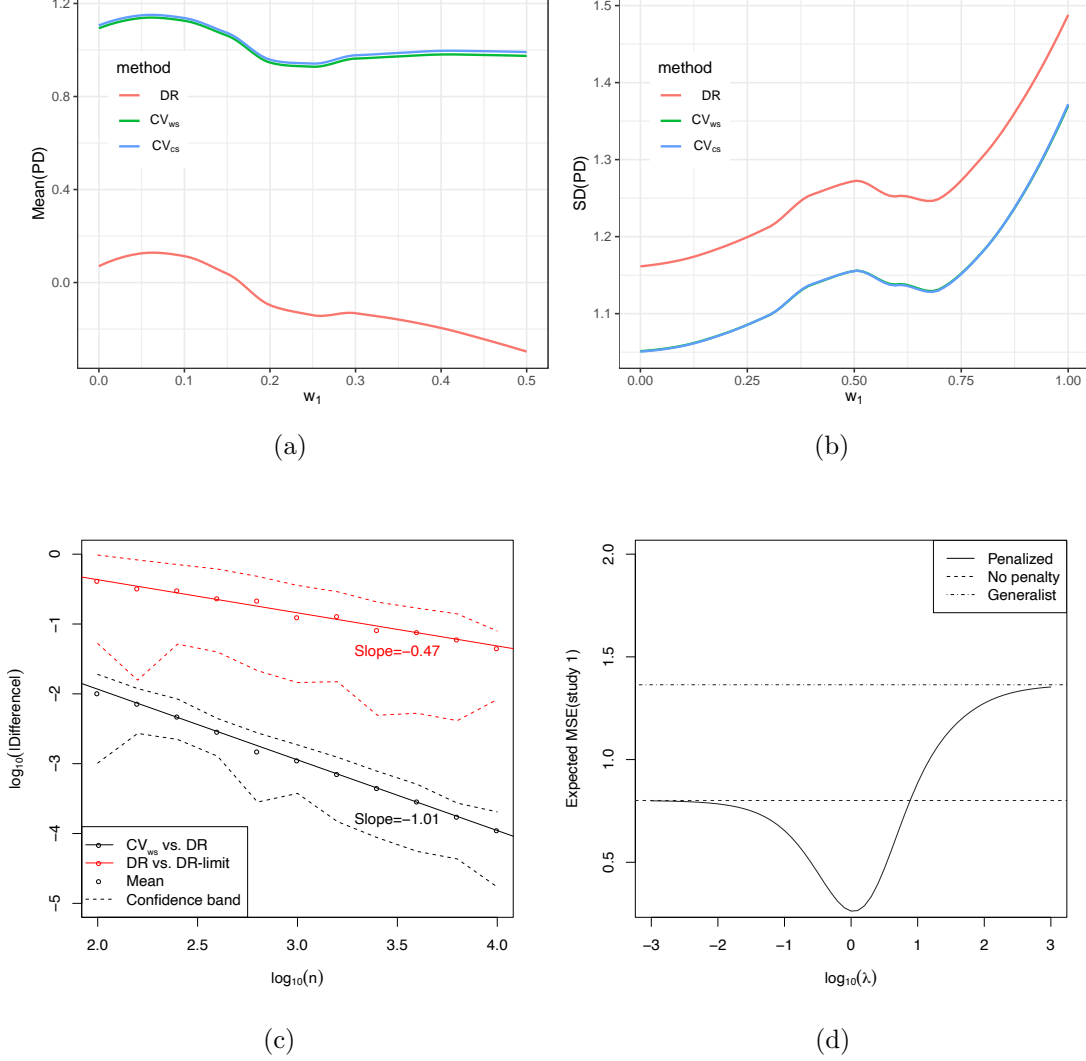 1.2
0.8
0.4
0.0
Mean(PD)
method
DR
CVws
CVcs
0.0 0.1 0.2 0.3 0.4 0.5
w1
(a)
1.5
1.4
1.3
1.2
1.1
SD(PD)
method
DR
CVws
CVcs
0.00 0.25 0.50 0.75 1.00
w1
(b)
0
−1
−2
−3
−4
−5
log10(|Difference|)
Slope=−0.47
Slope=−1.01
CVws vs. DR
DR vs. DR-limit
Mean
Confidence band
2.0 2.5 3.0 3.5 4.0
log10(n)
(c)
2.0
1.5
1.0
0.5
Expected MSE(study 1)
Penalized
No penalty
Generalist
−3 −2 −1 0 1 2 3
log10(λ)
(d)